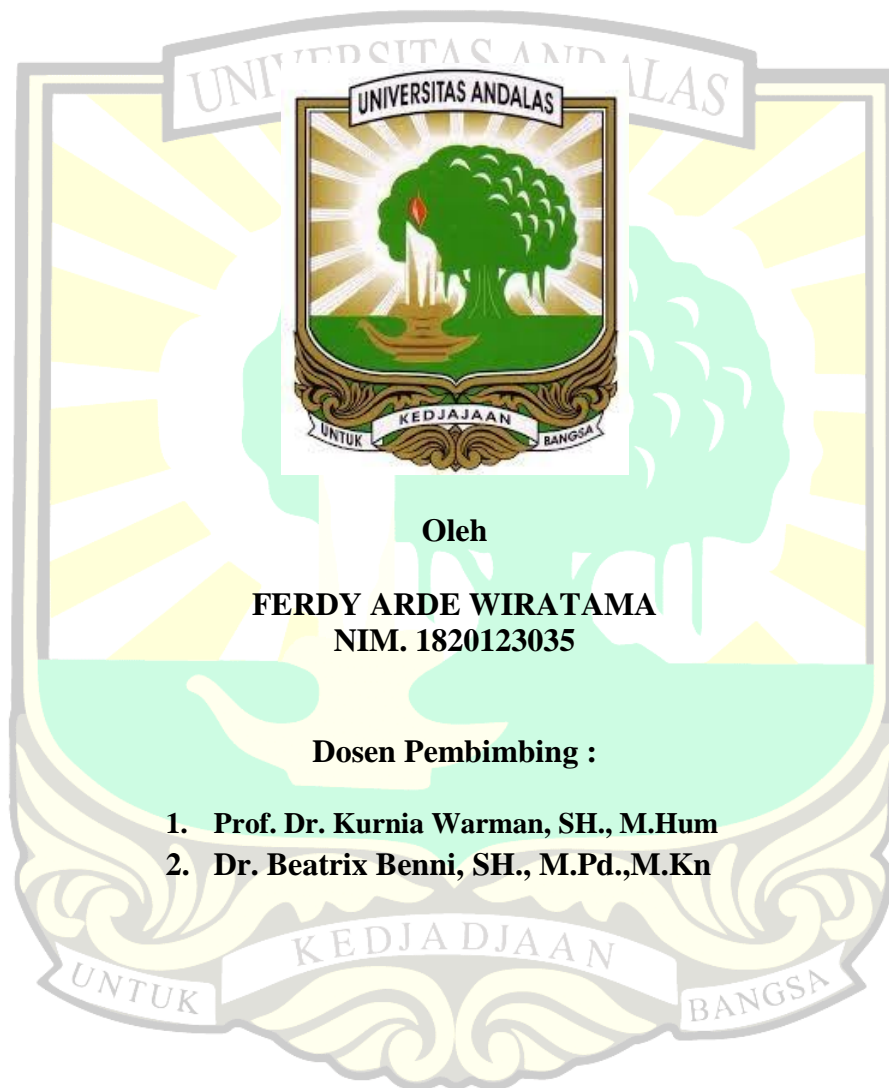 UNIVERSITAS ANDALAS
UNIVERSITAS ANDALAS
KEDJAJAAN
UNTUK
BANGSA
Oleh
FERDY ARDE WIRATAMA
NIM. 1820123035
Dosen Pembimbing :
1. Prof. Dr. Kurnia Warman, SH., M.Hum
2. Dr. Beatrix Benni, SH., M.Pd.,M.Kn
KEDJADJAAN
UNTUK
BANGSA